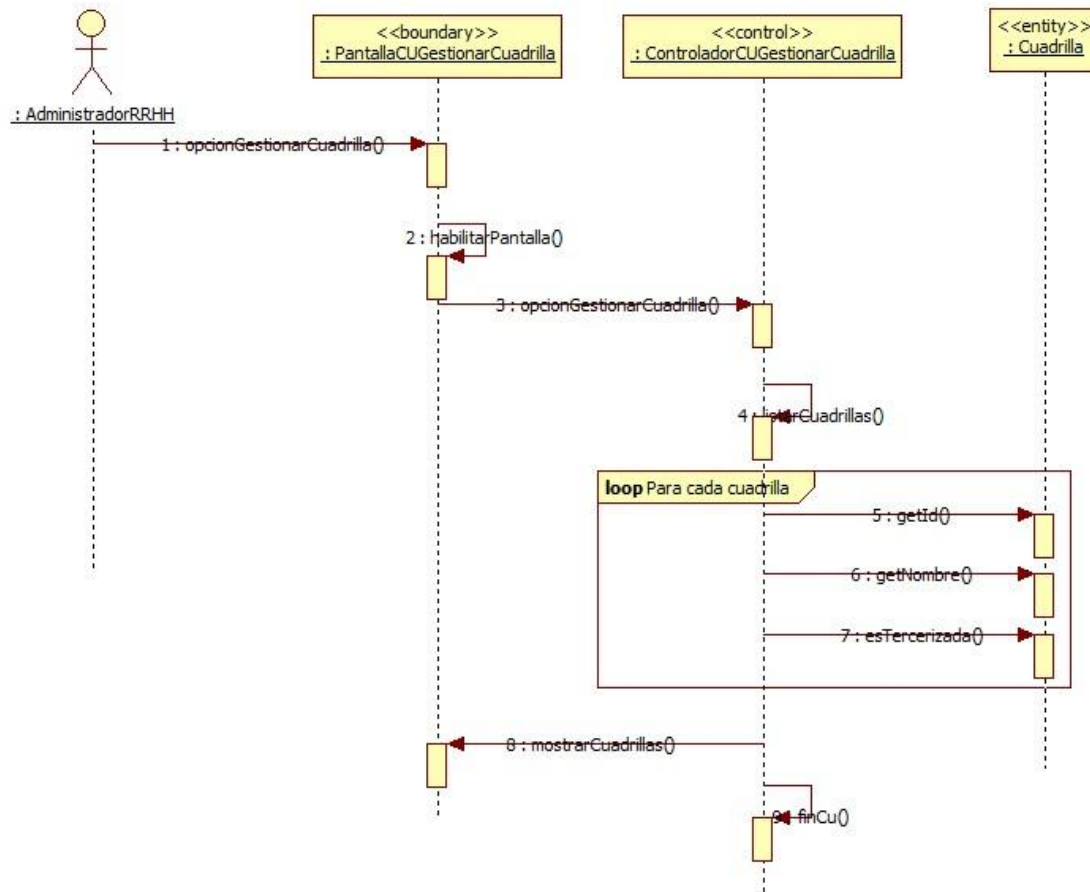 <<boundary>>
: PantallaCUGestionarCuadrilla
<<control>>
: ControladorCUGestionarCuadrilla
<<entity>>
: Cuadrilla
: AdministradorRRHH
1 : opcionGestionarCuadrilla()
2 : habilitarPantalla()
3 : opcionGestionarCuadrilla()
4 : listarCuadrillas()
loop Para cada cuadrilla
5 : getId()
6 : getNombre()
7 : esTercerizada()
8 : mostrarCuadrillas()
9 : finCu()